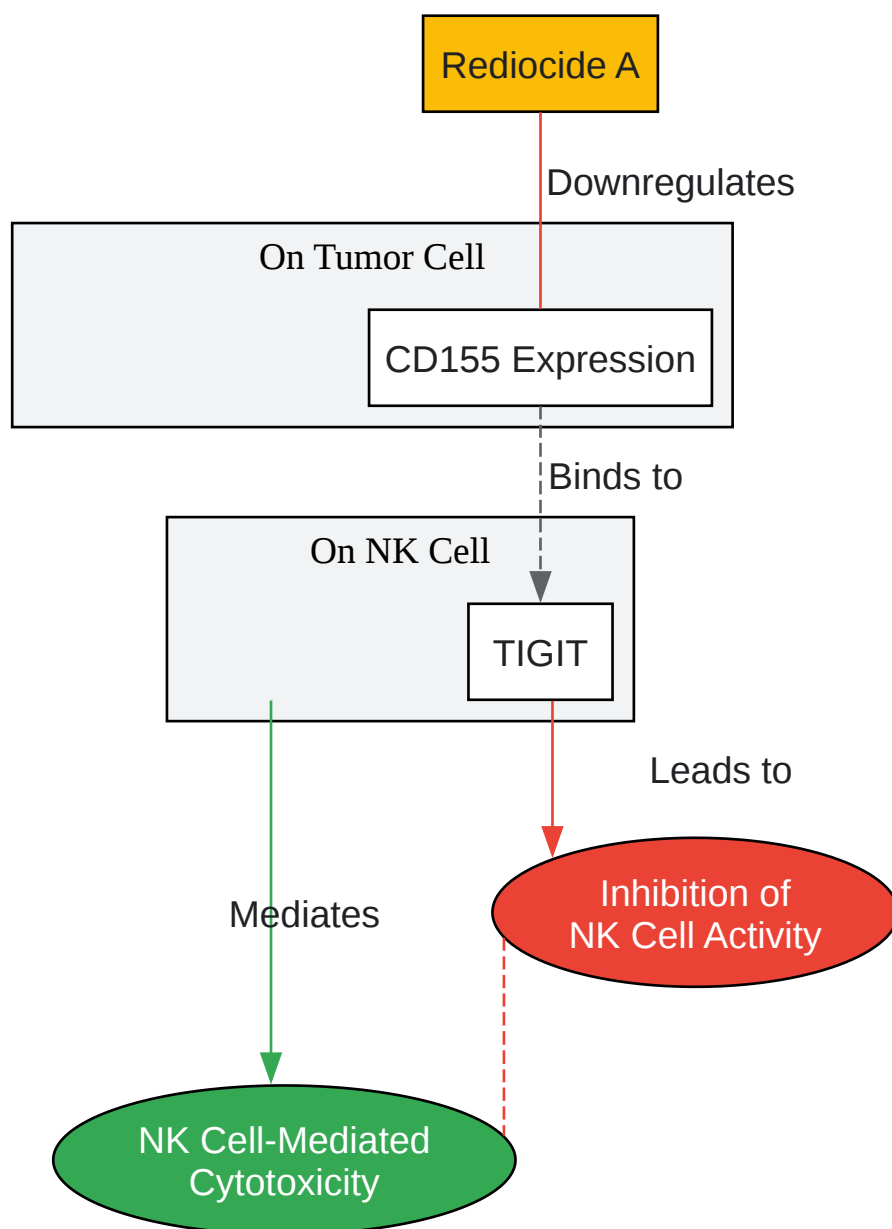 Rediocide A
Downregulates
On Tumor Cell
CD155 Expression
Binds to
On NK Cell
TIGIT
Leads to
Inhibition of
NK Cell Activity
Mediates
NK Cell-Mediated
Cytotoxicity